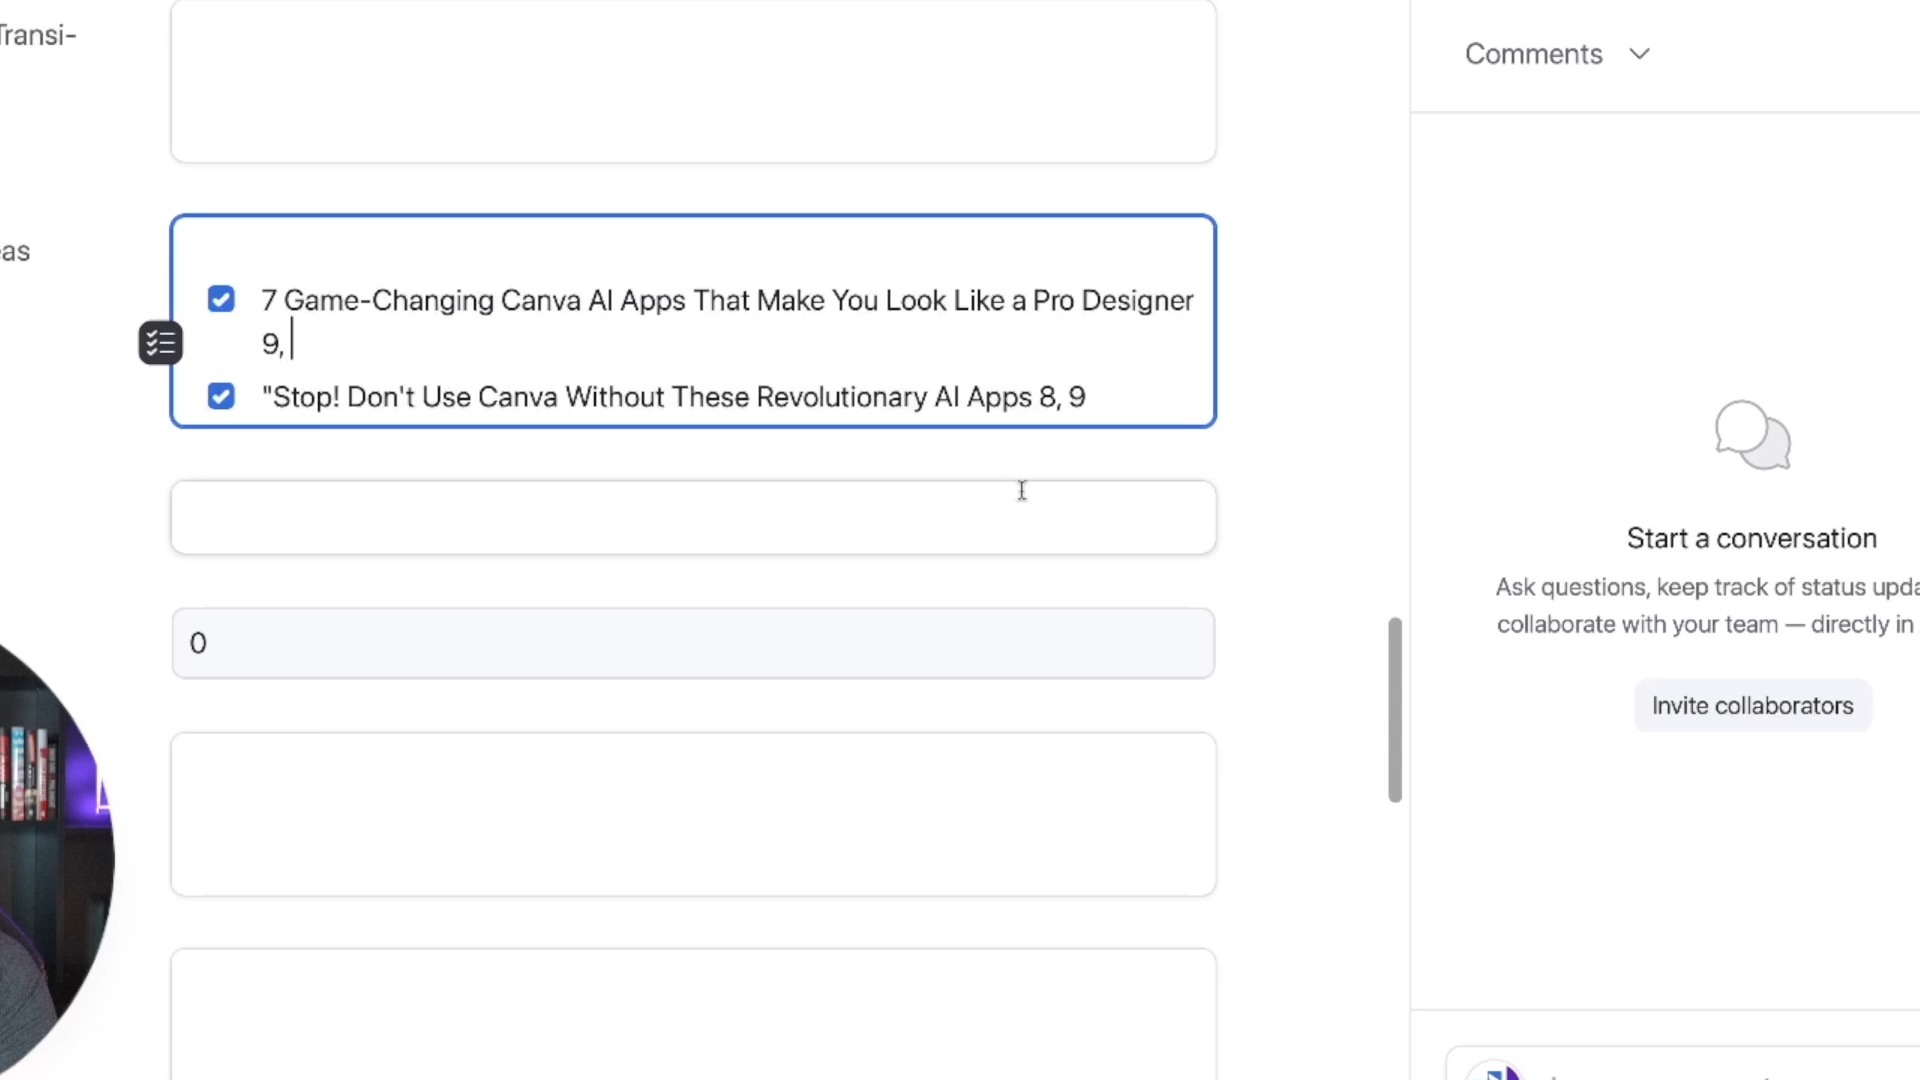 Transi-
eas
7 Game-Changing Canva AI Apps That Make You Look Like a Pro Designer
9,
"Stop! Don't Use Canva Without These Revolutionary AI Apps 8, 9
0
Comments
Start a conversation
Ask questions, keep track of status upda
collaborate with your team — directly in
Invite collaborators